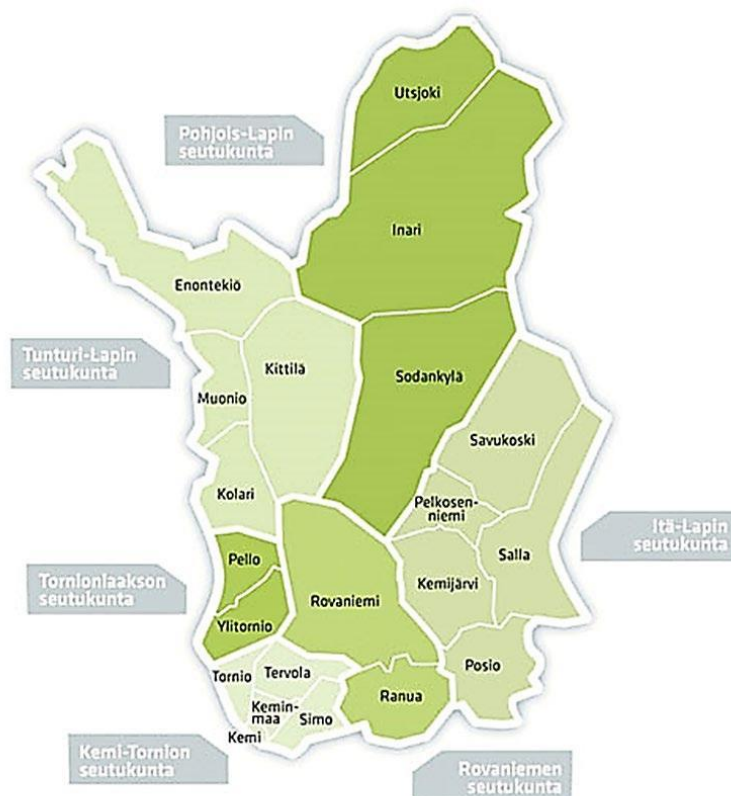 Utsjoki
Pohjois-Lapin
seutukunta
Inari
Enontekiö
Tunturi-Lapin
seutukunta
Kittilä
Sodankylä
Muonio
Savukoski
Kolari
Pelkosen-
niemi
Itä-Lapin
seutukunta
Salla
Pello
Tornionlaakson
seutukunta
Kemijärvi
Rovaniemi
Ylitornio
Posio
Tornio
Tervola
Ranua
Kemin-
maa
Simo
Kemi
Kemi-Tornion
seutukunta
Rovaniemen
seutukunta